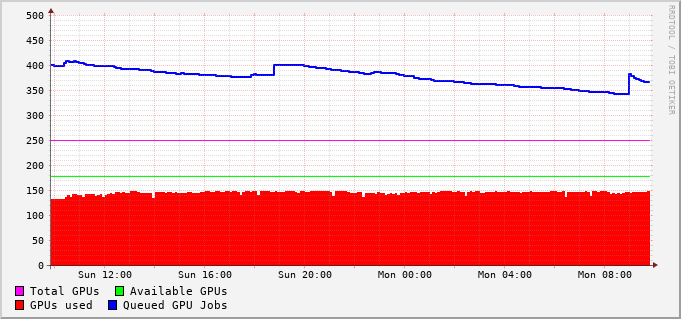 500
450
400
350
300
250
200
150
100
50
0
Sun 12:00 Sun 16:00 Sun 20:00 Mon 00:00 Mon 04:00 Mon 08:00
Total GPUs Available GPUs
GPUs used Queued GPU Jobs
RRDTOOL / TOBI OETIKER